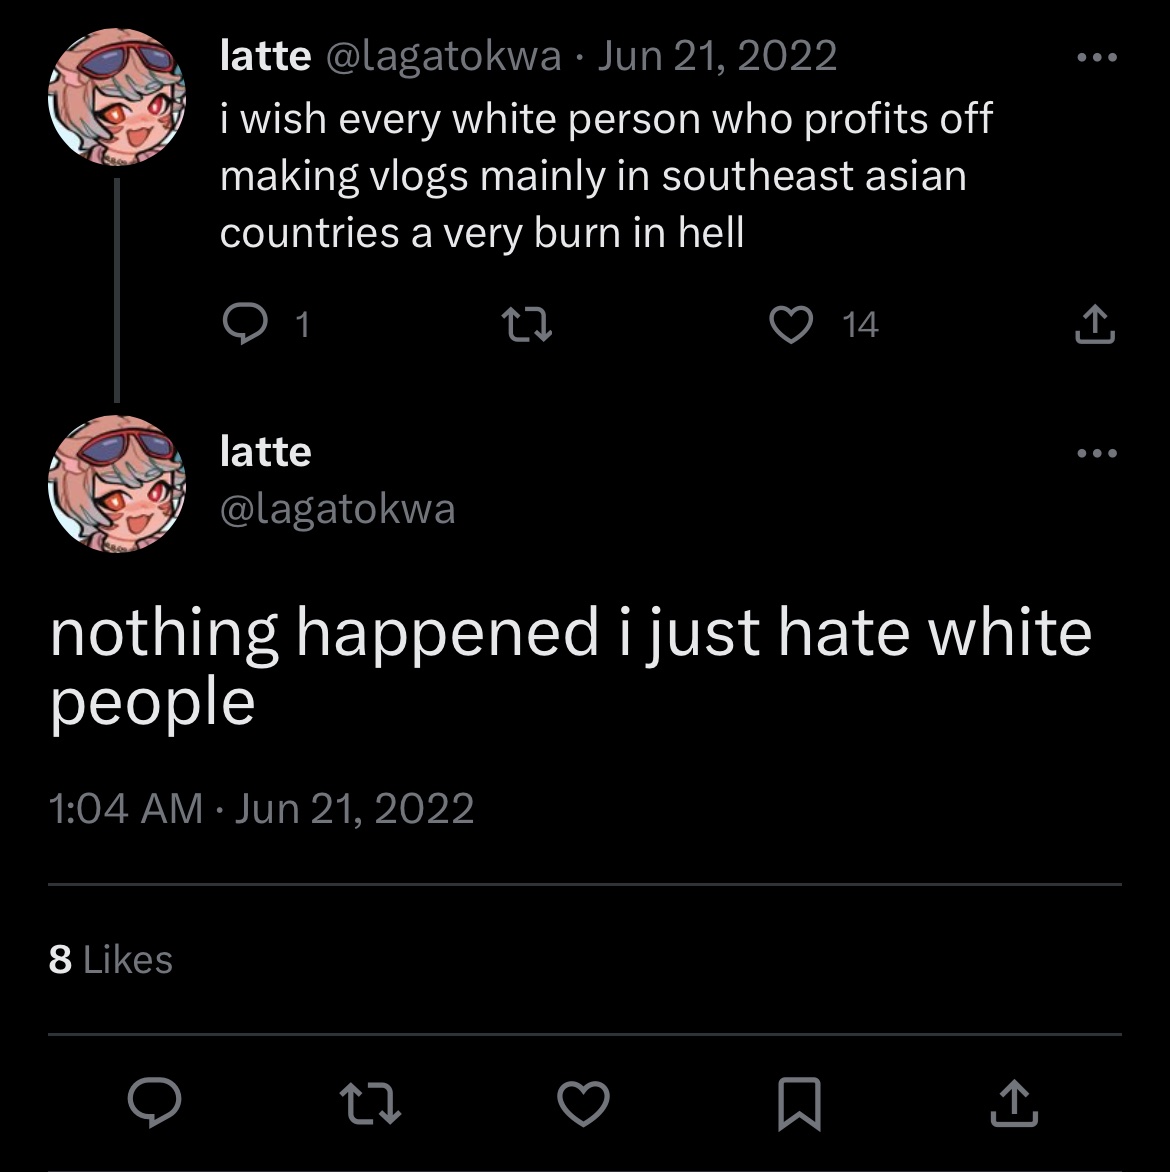 latte @lagatokwa · Jun 21, 2022
i wish every white person who profits off
making vlogs mainly in southeast asian
countries a very burn in hell
1 14
latte
@lagatokwa
nothing happened i just hate white
people
1:04 AM · Jun 21, 2022
8 Likes